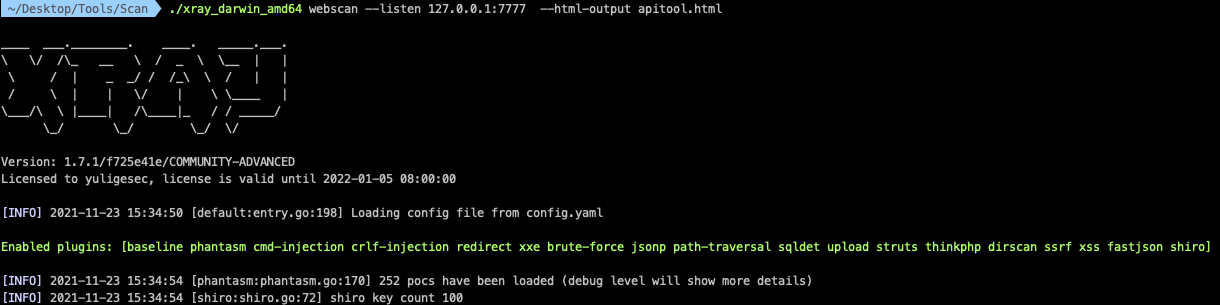 ~/Desktop/Tools/Scan ./xray_darwin_amd64 webscan --listen 127.0.0.1:7777  --html-output apitool.html
XRAY
Version: 1.7.1/f725e41e/COMMUNITY-ADVANCED
Licensed to yuligesec, license is valid until 2022-01-05 08:00:00
[INFO] 2021-11-23 15:34:50 [default:entry.go:198] Loading config file from config.yaml
Enabled plugins: [baseline phantasm cmd-injection crlf-injection redirect xxe brute-force jsonp path-traversal sqldet upload struts thinkphp dirscan ssrf xss fastjson shiro]
[INFO] 2021-11-23 15:34:54 [phantasm:phantasm.go:170] 252 pocs have been loaded (debug level will show more details)
[INFO] 2021-11-23 15:34:54 [shiro:shiro.go:72] shiro key count 100